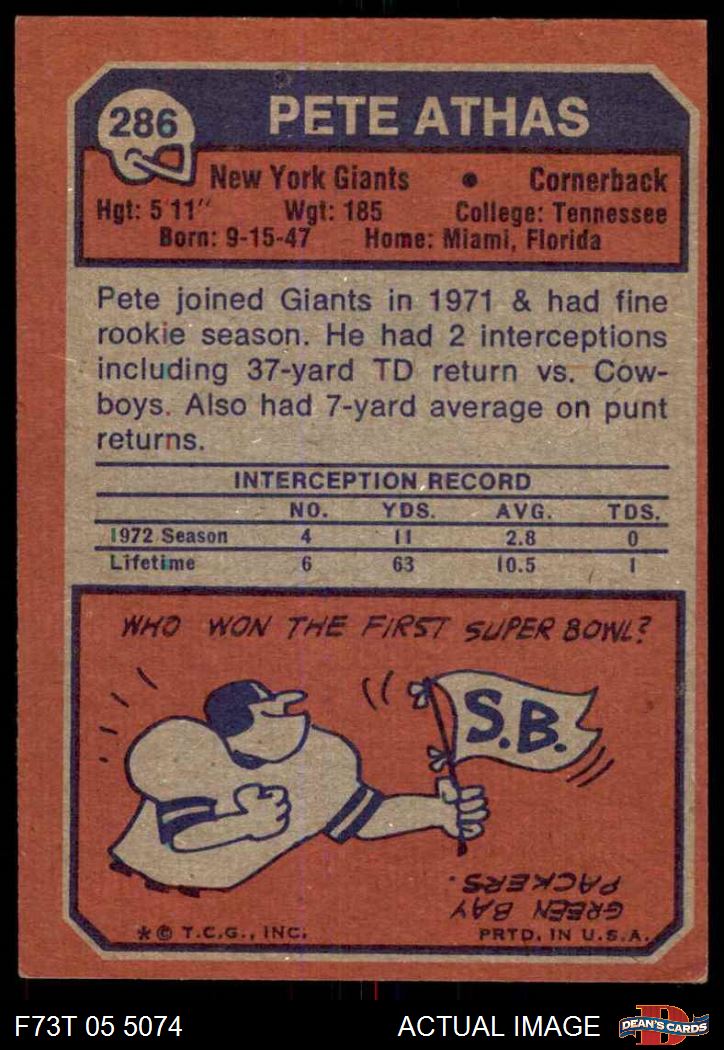 286
PETE ATHAS
New York Giants • Cornerback
Hgt: 5'11" Wgt: 185 College: Tennessee
Born: 9-15-47 Home: Miami, Florida
Pete joined Giants in 1971 & had fine
rookie season. He had 2 interceptions
including 37-yard TD return vs. Cow-
boys. Also had 7-yard average on punt
returns.
INTERCEPTION RECORD
NO. YDS. AVG. TDS.
1972 Season 4 11 2.8 0
Lifetime 6 63 10.5 1
WHO WON THE FIRST SUPER BOWL?
S.B.
GREEN BAY
PACKERS.
* © T.C.G., INC. PRTD. IN U.S.A.
F73T 05 5074 ACTUAL IMAGE
D
DEAN'S CARDS